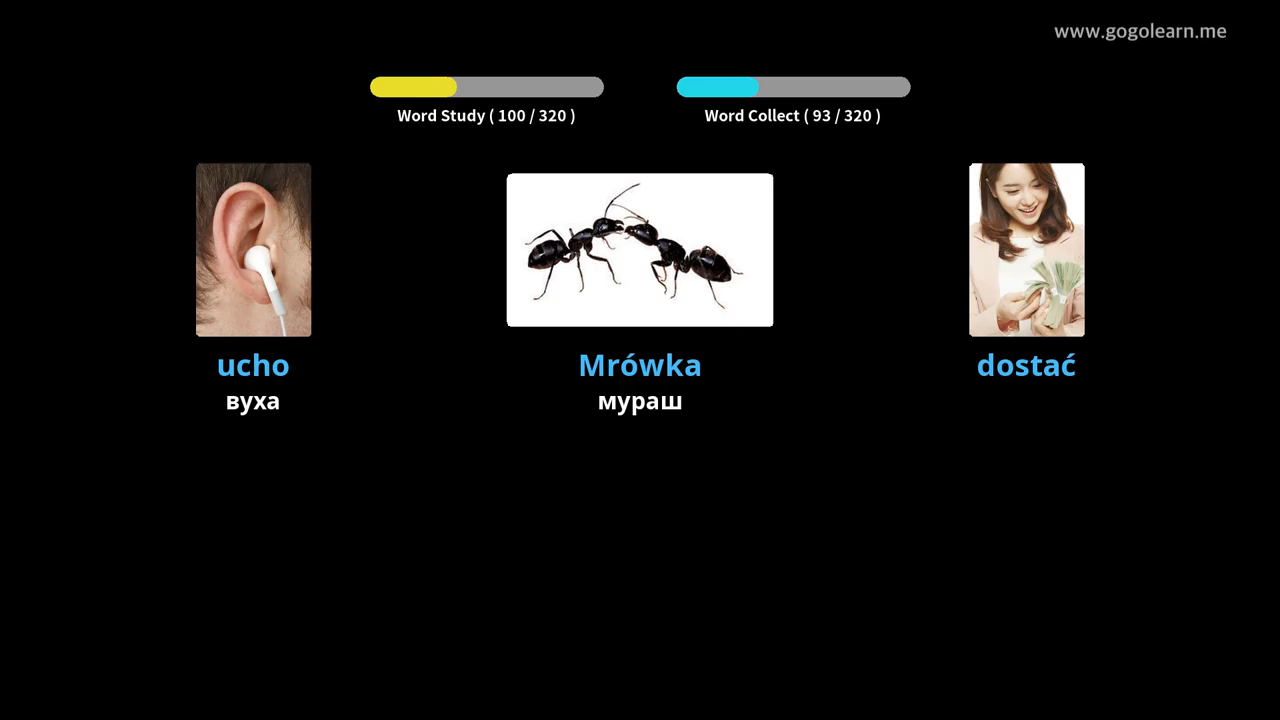 www.gogolearn.me
Word Study ( 100 / 320 )
Word Collect ( 93 / 320 )
ucho
Mrówka
dostać
вуха
мураш